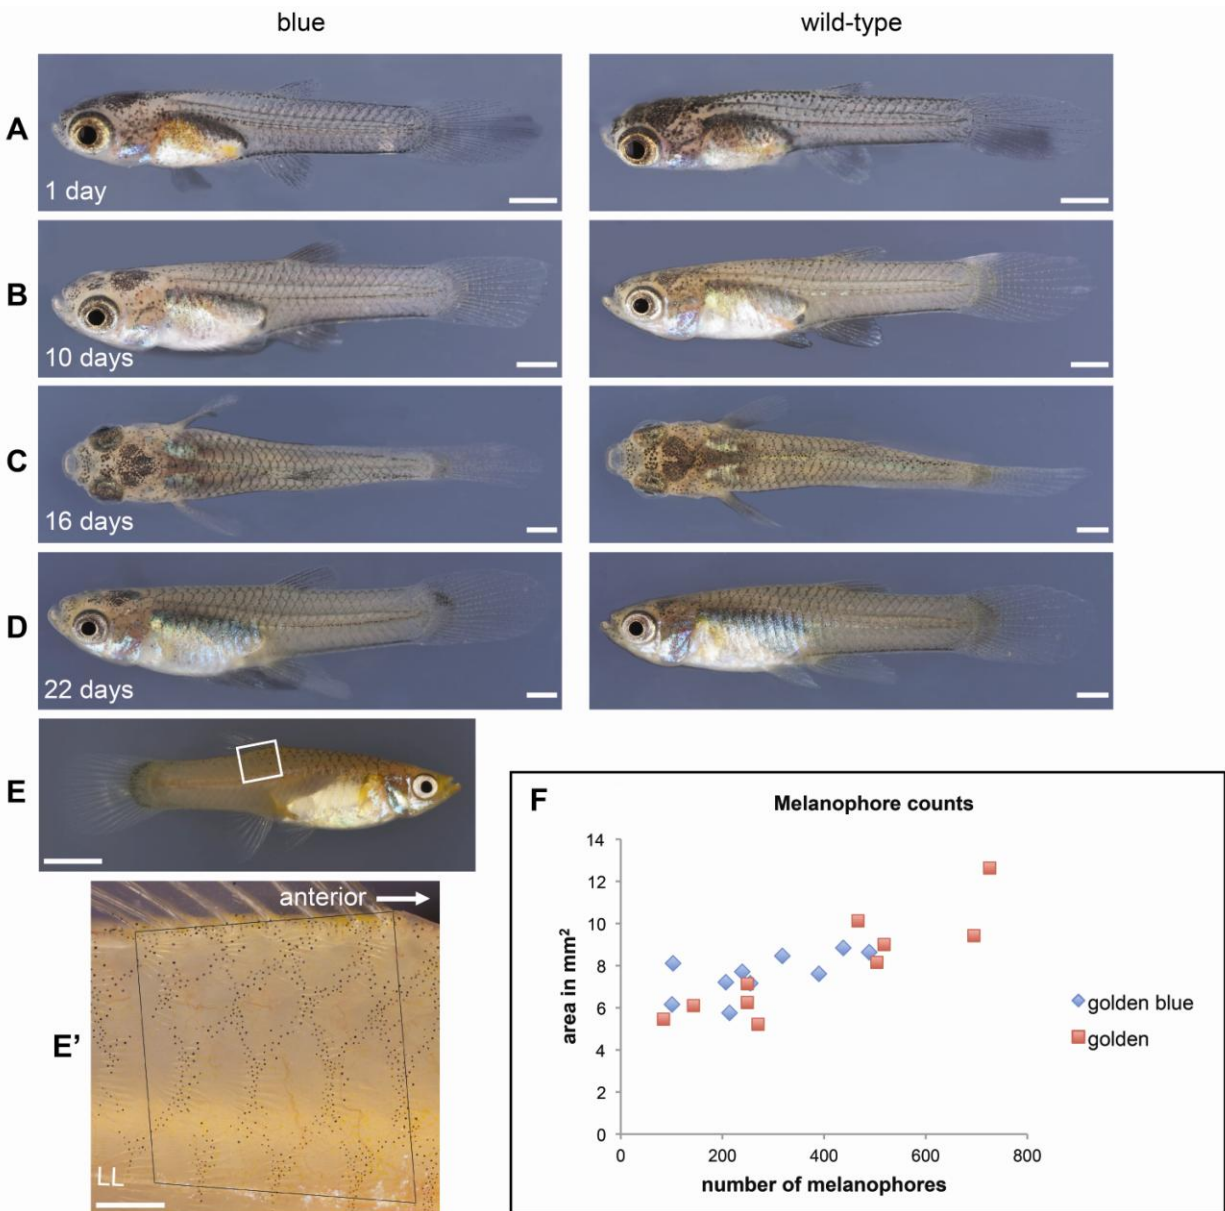 blue
wild-type
A
1 day
B
10 days
C
16 days
D
22 days
E
E’
anterior
LL
F
Melanophore counts
14
12
10
8
6
4
2
0
area in mm²
0 200 400 600 800
number of melanophores
golden blue
golden